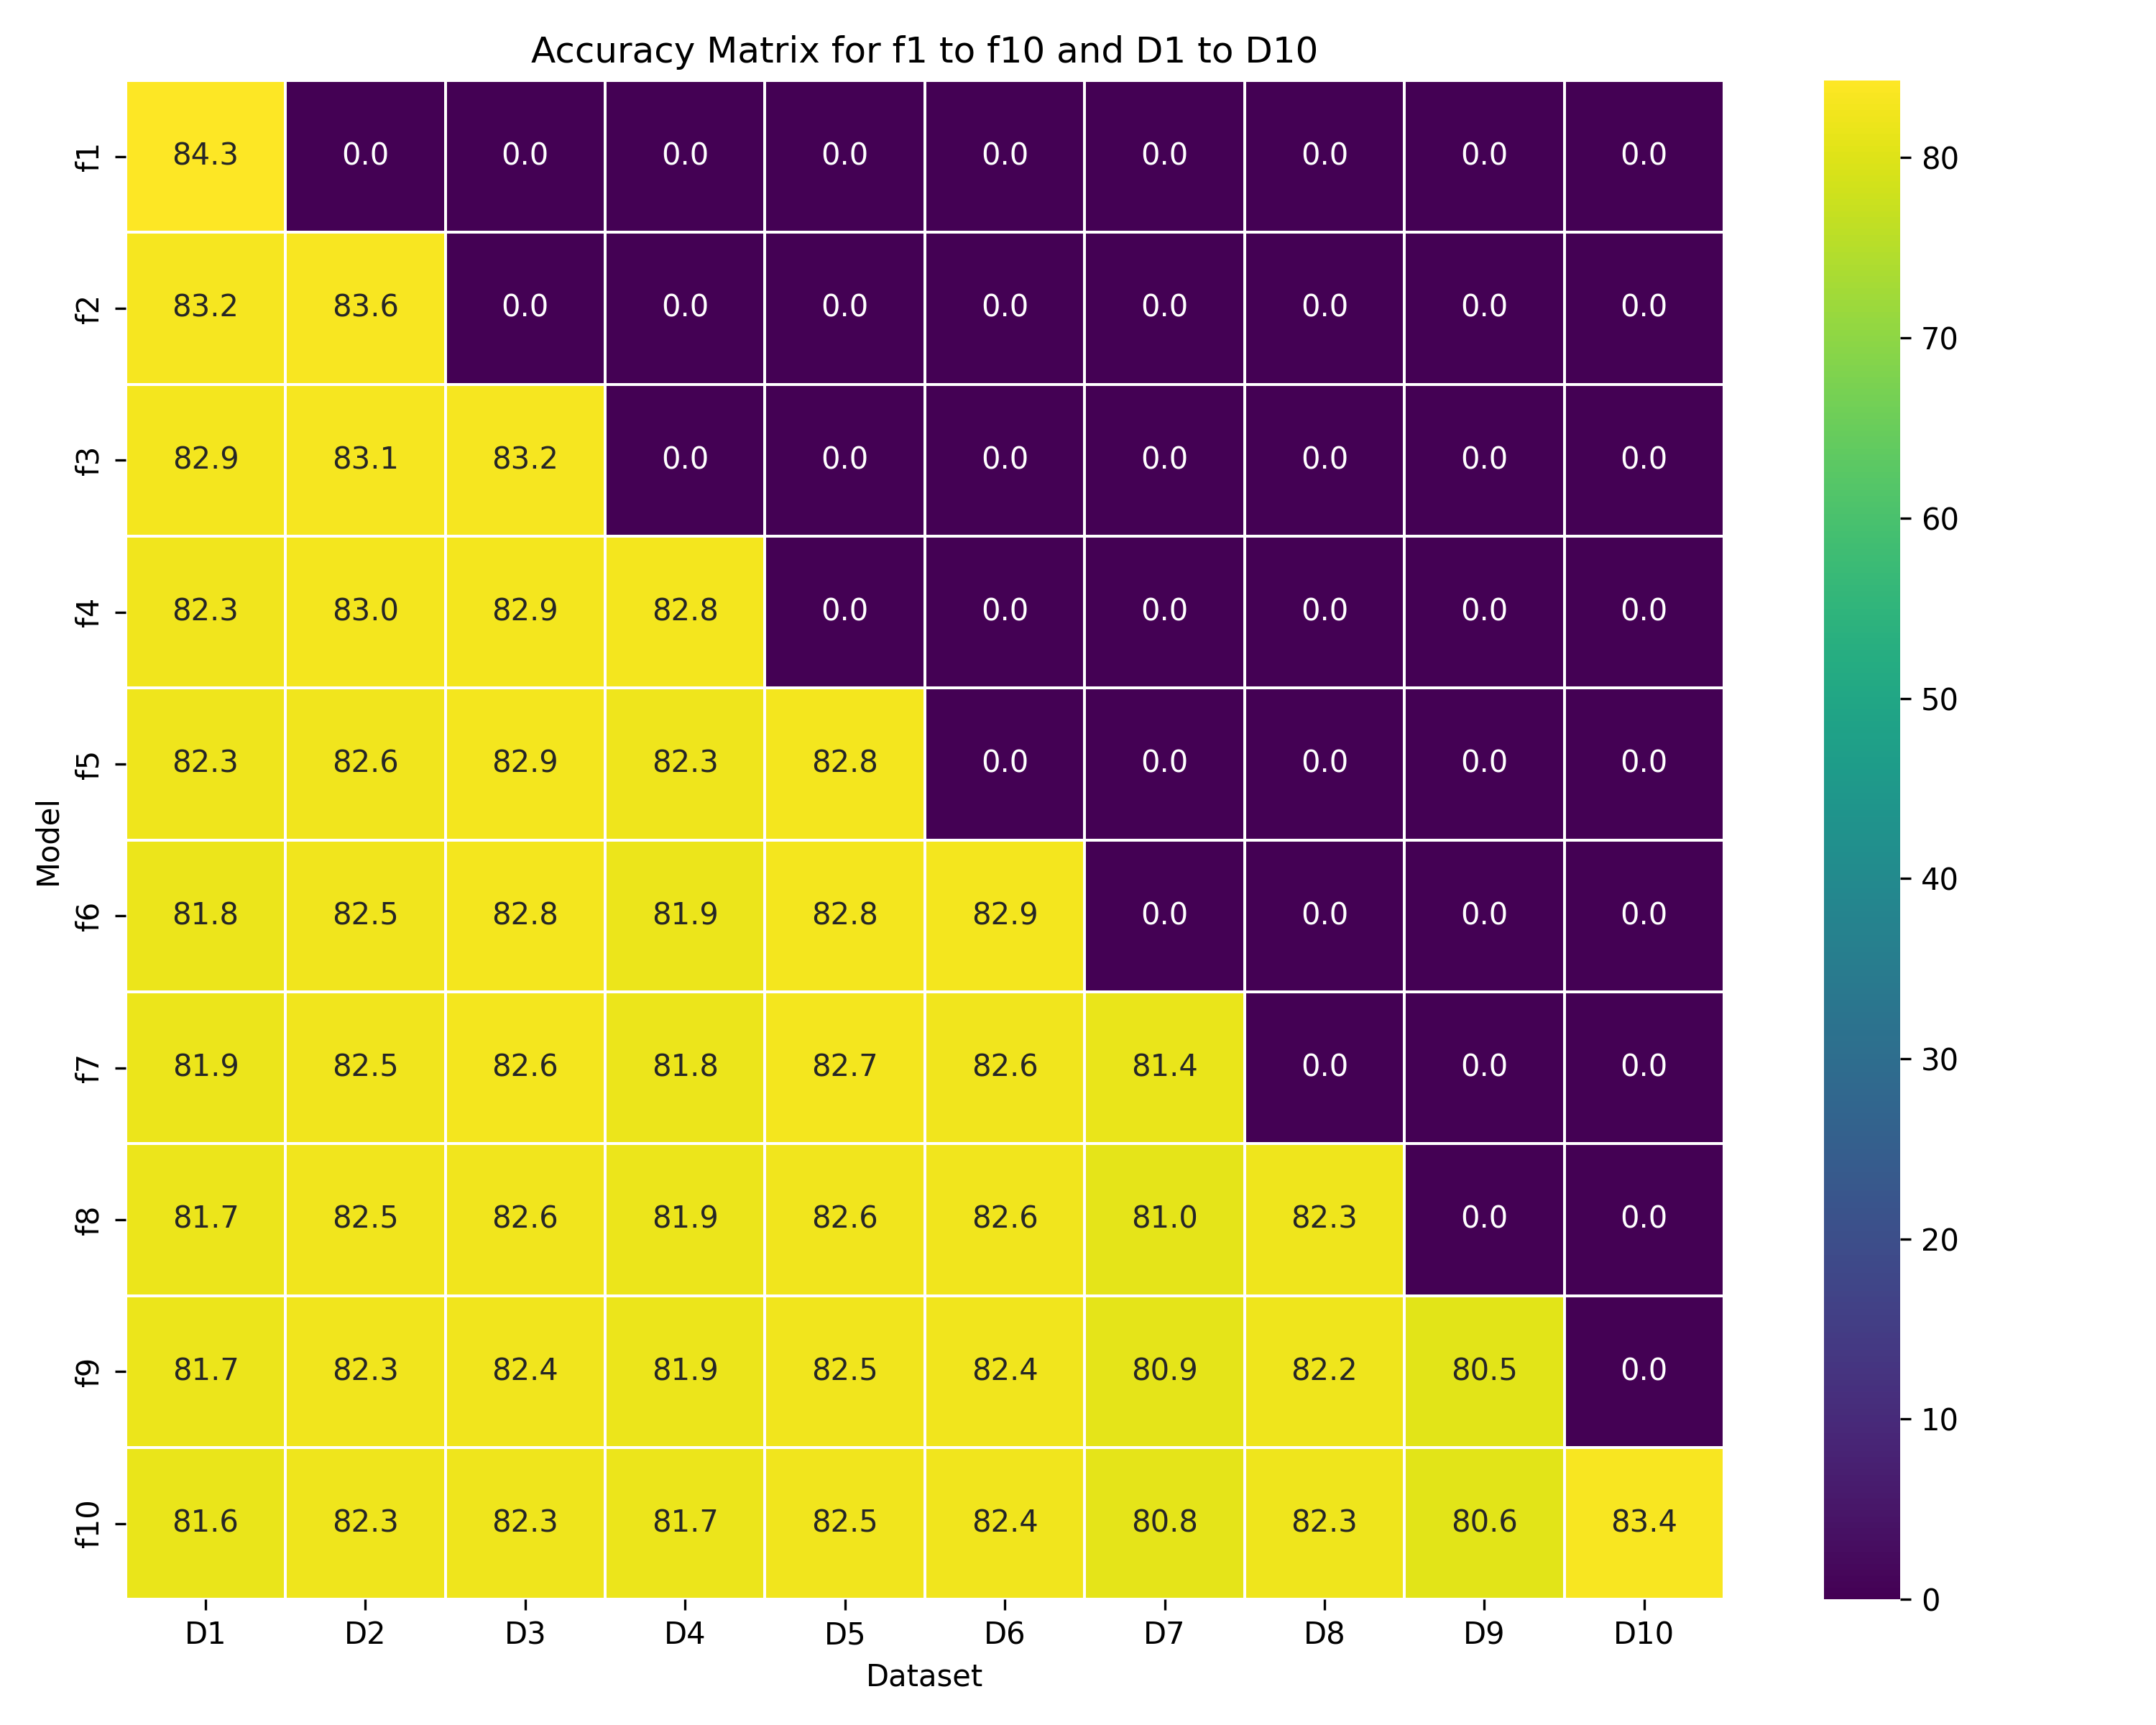 Accuracy Matrix for f1 to f10 and D1 to D10
f1 84.3 0.0 0.0 0.0 0.0 0.0 0.0 0.0 0.0 0.0
f2 83.2 83.6 0.0 0.0 0.0 0.0 0.0 0.0 0.0 0.0
f3 82.9 83.1 83.2 0.0 0.0 0.0 0.0 0.0 0.0 0.0
f4 82.3 83.0 82.9 82.8 0.0 0.0 0.0 0.0 0.0 0.0
f5 82.3 82.6 82.9 82.3 82.8 0.0 0.0 0.0 0.0 0.0
f6 81.8 82.5 82.8 81.9 82.8 82.9 0.0 0.0 0.0 0.0
f7 81.9 82.5 82.6 81.8 82.7 82.6 81.4 0.0 0.0 0.0
f8 81.7 82.5 82.6 81.9 82.6 82.6 81.0 82.3 0.0 0.0
f9 81.7 82.3 82.4 81.9 82.5 82.4 80.9 82.2 80.5 0.0
f10 81.6 82.3 82.3 81.7 82.5 82.4 80.8 82.3 80.6 83.4
D1 D2 D3 D4 D5 D6 D7 D8 D9 D10
Dataset
Model
80
70
60
50
40
30
20
10
0